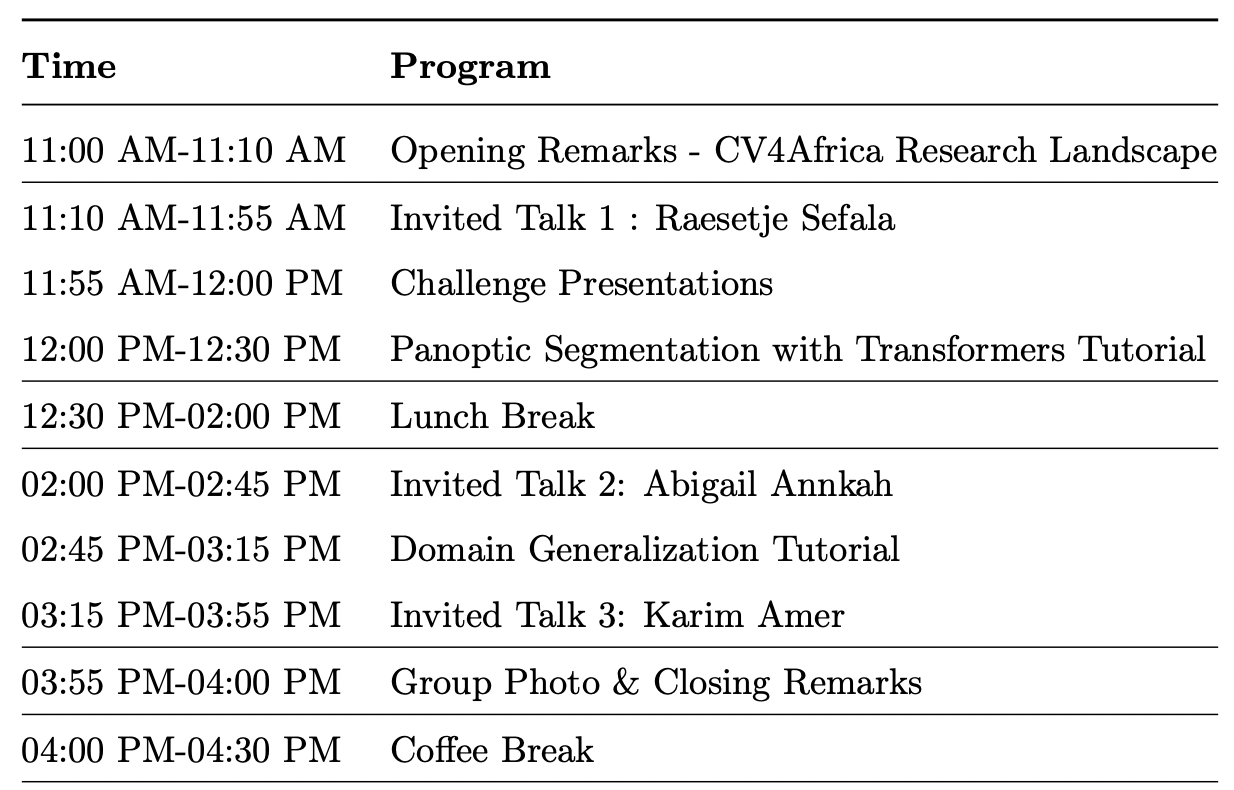 Time Program
11:00 AM-11:10 AM Opening Remarks - CV4Africa Research Landscape
11:10 AM-11:55 AM Invited Talk 1 : Raesetje Sefala
11:55 AM-12:00 PM Challenge Presentations
12:00 PM-12:30 PM Panoptic Segmentation with Transformers Tutorial
12:30 PM-02:00 PM Lunch Break
02:00 PM-02:45 PM Invited Talk 2: Abigail Annkah
02:45 PM-03:15 PM Domain Generalization Tutorial
03:15 PM-03:55 PM Invited Talk 3: Karim Amer
03:55 PM-04:00 PM Group Photo & Closing Remarks
04:00 PM-04:30 PM Coffee Break